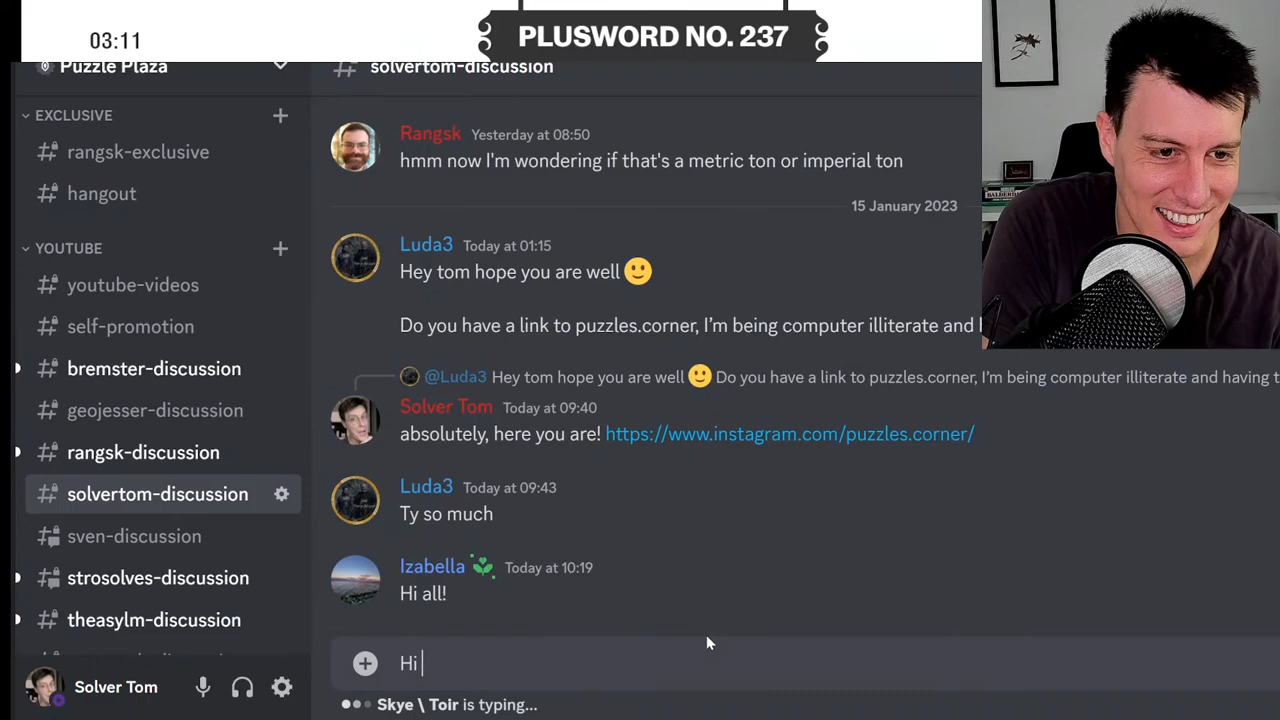 03:11
PLUSWORD NO. 237
Puzzle Plaza
solvertom-discussion
EXCLUSIVE
rangsk-exclusive
hangout
YOUTUBE
youtube-videos
self-promotion
bremster-discussion
geojesser-discussion
rangsk-discussion
solvertom-discussion
sven-discussion
strosolves-discussion
theasylm-discussion
Solver Tom
Rangsk Yesterday at 08:50
hmm now I'm wondering if that's a metric ton or imperial ton
15 January 2023
Luda3 Today at 01:15
Hey tom hope you are well 🙂
Do you have a link to puzzles.corner, I'm being computer illiterate and
@Luda3 Hey tom hope you are well 🙂 Do you have a link to puzzles.corner, I'm being computer illiterate and having t
Solver Tom Today at 09:40
absolutely, here you are! https://www.instagram.com/puzzles.corner/
Luda3 Today at 09:43
Ty so much
Izabella Today at 10:19
Hi all!
Hi
Skye \ Toir is typing...